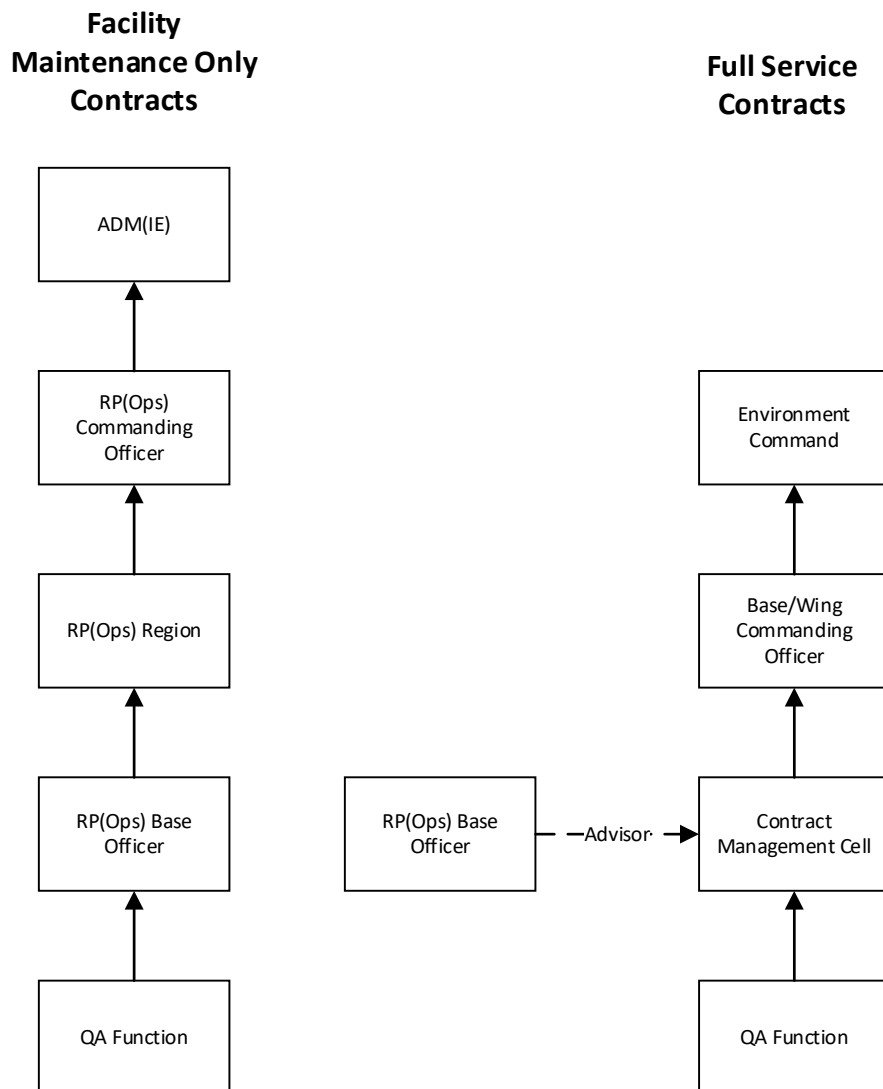 Facility
Maintenance Only
Contracts
Full Service
Contracts
ADM(IE)
RP(Ops)
Commanding
Officer
Environment
Command
RP(Ops) Region
Base/Wing
Commanding
Officer
RP(Ops) Base
Officer
RP(Ops) Base
Officer
Advisor
Contract
Management Cell
QA Function
QA Function